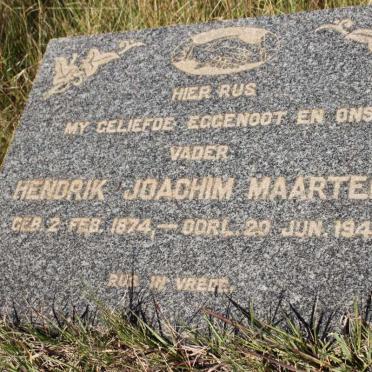 HIER RUS
MY GELIEFDE EGGENOOT EN ONS
VADER
HENDRIK JOACHIM MAARTE
GEB. 2 FEB. 1874, — OORL. 20 JUN. 194
RUS IN VREDE.